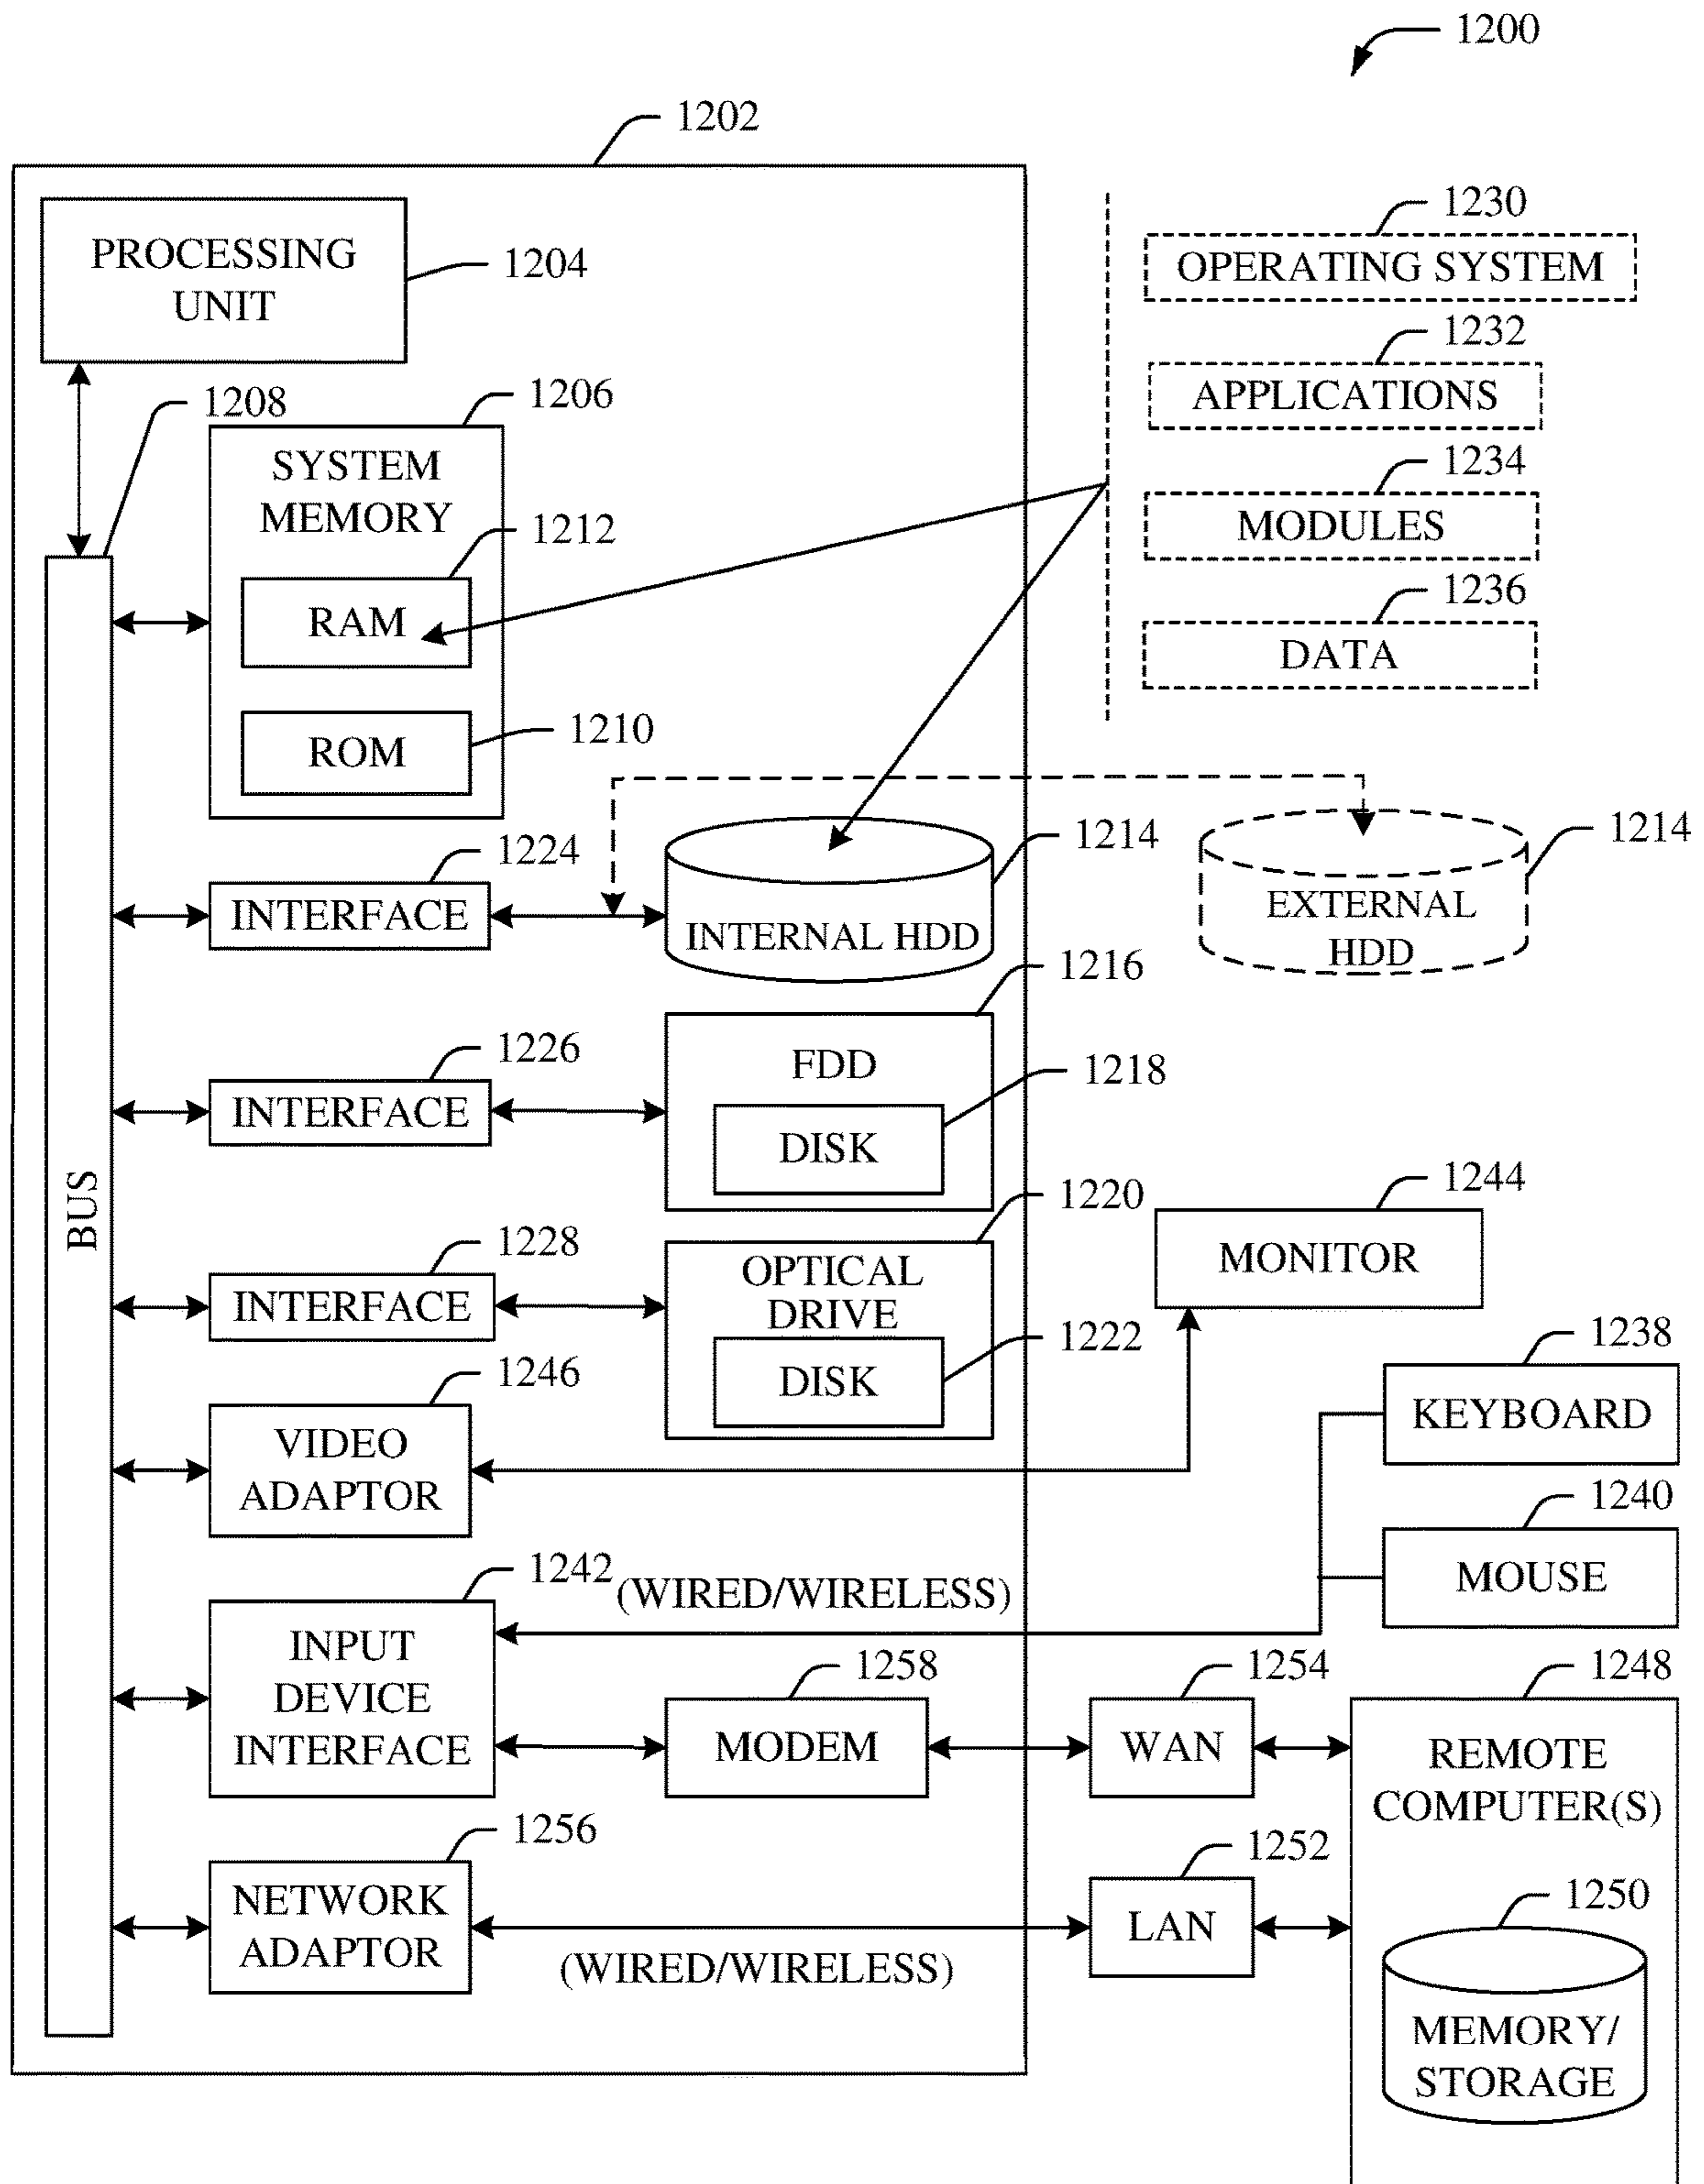 1200
1202
PROCESSING
UNIT
1204
1208
1206
SYSTEM
MEMORY
1212
RAM
1210
ROM
1230
OPERATING SYSTEM
1232
APPLICATIONS
1234
MODULES
1236
DATA
1224
INTERFACE
1214
INTERNAL HDD
1214
EXTERNAL
HDD
1226
INTERFACE
1216
FDD
1218
DISK
BUS
1228
INTERFACE
1220
OPTICAL
DRIVE
1222
DISK
1244
MONITOR
1246
VIDEO
ADAPTOR
1238
KEYBOARD
1240
MOUSE
1242
(WIRED/WIRELESS)
INPUT
DEVICE
INTERFACE
1258
MODEM
1254
WAN
1248
REMOTE
COMPUTER(S)
1256
NETWORK
ADAPTOR
(WIRED/WIRELESS)
1252
LAN
1250
MEMORY/
STORAGE